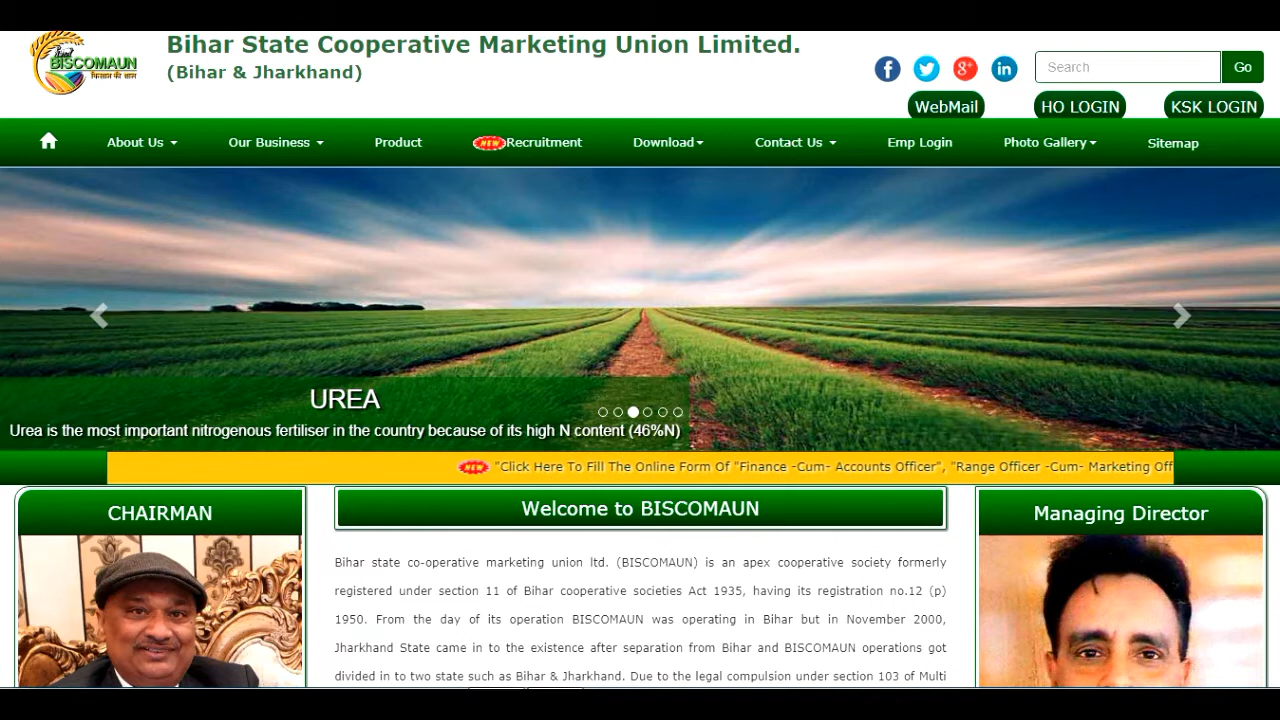 Bihar State Cooperative Marketing Union Limited.
(Bihar & Jharkhand)
BISCOMAUN
Search
Go
WebMail
HO LOGIN
KSK LOGIN
About Us
Our Business
Product
NEW Recruitment
Download
Contact Us
Emp Login
Photo Gallery
Sitemap
UREA
Urea is the most important nitrogenous fertiliser in the country because of its high N content (46%N)
NEW "Click Here To Fill The Online Form Of "Finance -Cum- Accounts Officer", "Range Officer -Cum- Marketing Off
CHAIRMAN
Welcome to BISCOMAUN
Managing Director
Bihar state co-operative marketing union ltd. (BISCOMAUN) is an apex cooperative society formerly
registered under section 11 of Bihar cooperative societies Act 1935, having its registration no.12 (p)
1950. From the day of its operation BISCOMAUN was operating in Bihar but in November 2000,
Jharkhand State came in to the existence after separation from Bihar and BISCOMAUN operations got
divided in to two state such as Bihar & Jharkhand. Due to the legal compulsion under section 103 of Multi